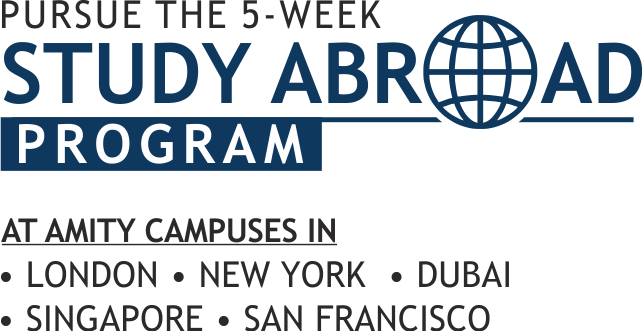 PURSUE THE 5-WEEK
STUDY ABROAD
PROGRAM
AT AMITY CAMPUSES IN
• LONDON • NEW YORK • DUBAI
• SINGAPORE • SAN FRANCISCO